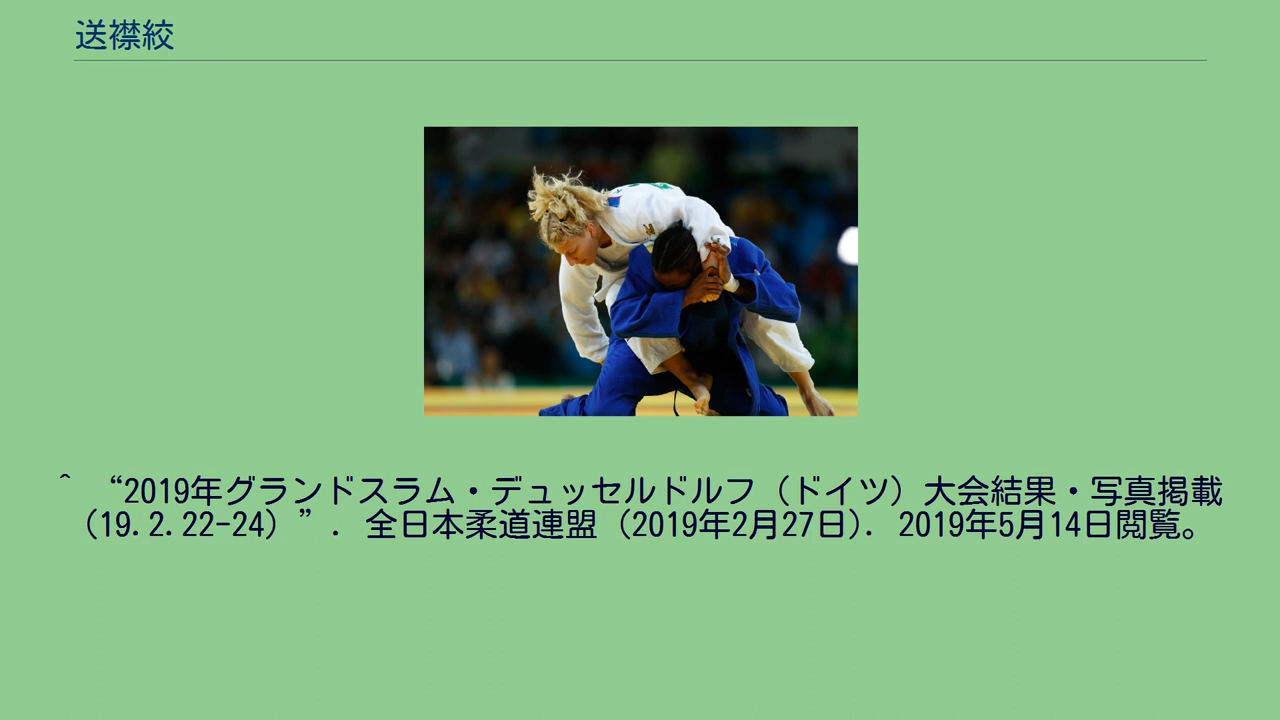 送襟絞
^ “2019年グランドスラム・デュッセルドルフ（ドイツ）大会結果・写真掲載
（19.2.22-24）”. 全日本柔道連盟 (2019年2月27日). 2019年5月14日閲覧。